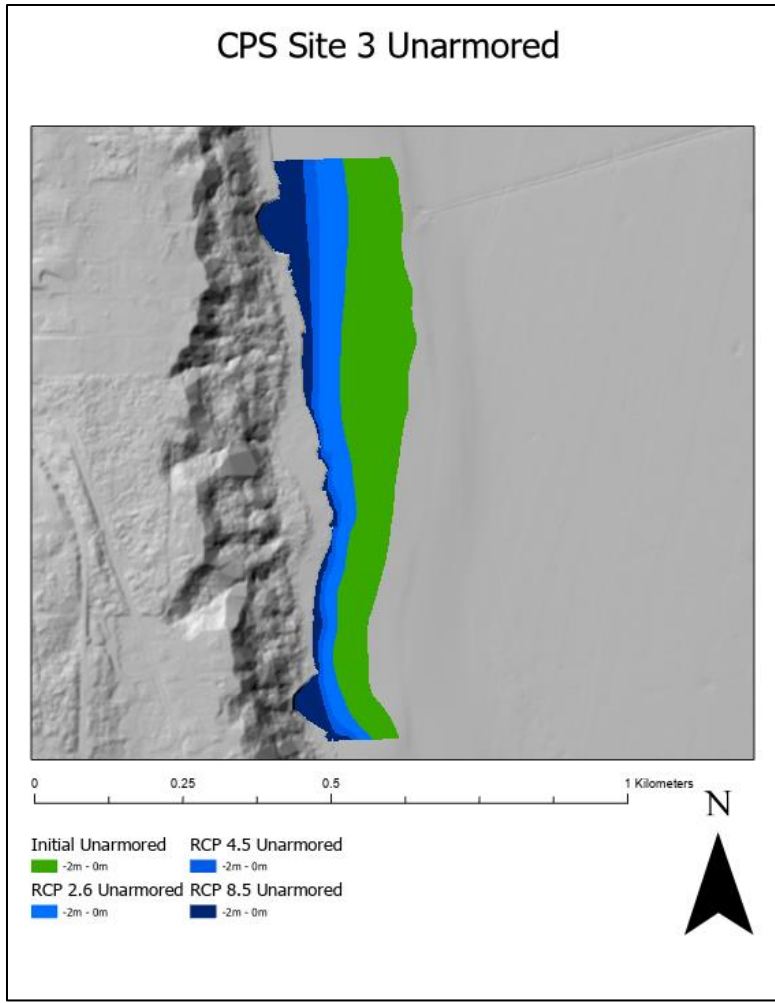 CPS Site 3 Unarmored
0 0.25 0.5 1 Kilometers
N
Initial Unarmored RCP 4.5 Unarmored
-2m - 0m -2m - 0m
RCP 2.6 Unarmored RCP 8.5 Unarmored
-2m - 0m -2m - 0m